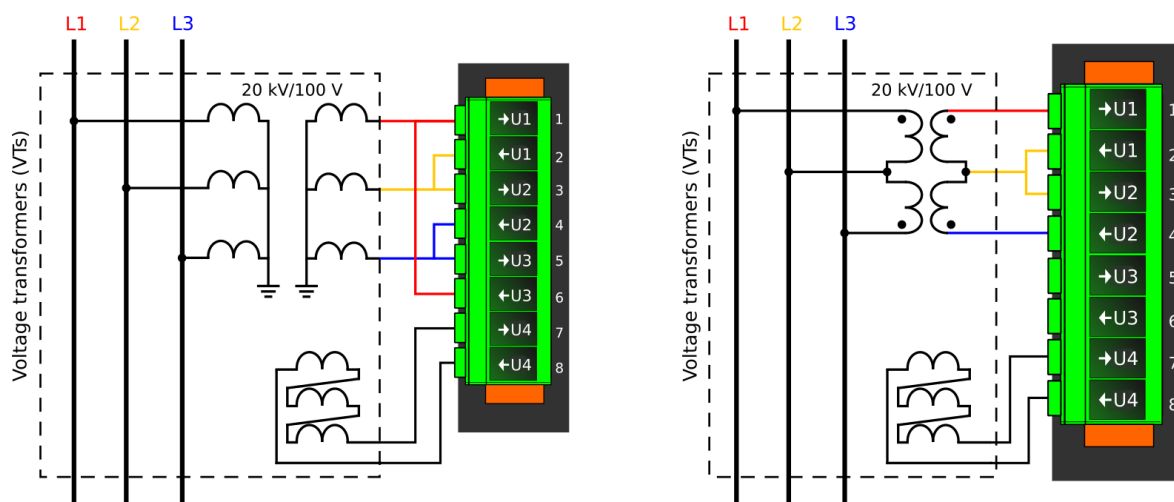 L1 L2 L3
20 kV/100 V
Voltage transformers (VTs)
→U1 1
←U1 2
→U2 3
←U2 4
→U3 5
←U3 6
→U4 7
←U4 8
L1 L2 L3
20 kV/100 V
Voltage transformers (VTs)
→U1 1
←U1 2
→U2 3
←U2 4
→U3 5
←U3 6
→U4 7
←U4 8